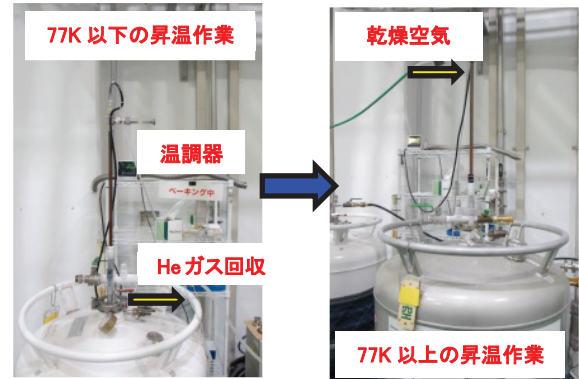 77K 以下の昇温作業
温調器
ベーキング中
Heガス回収
乾燥空気
空
77K 以上の昇温作業